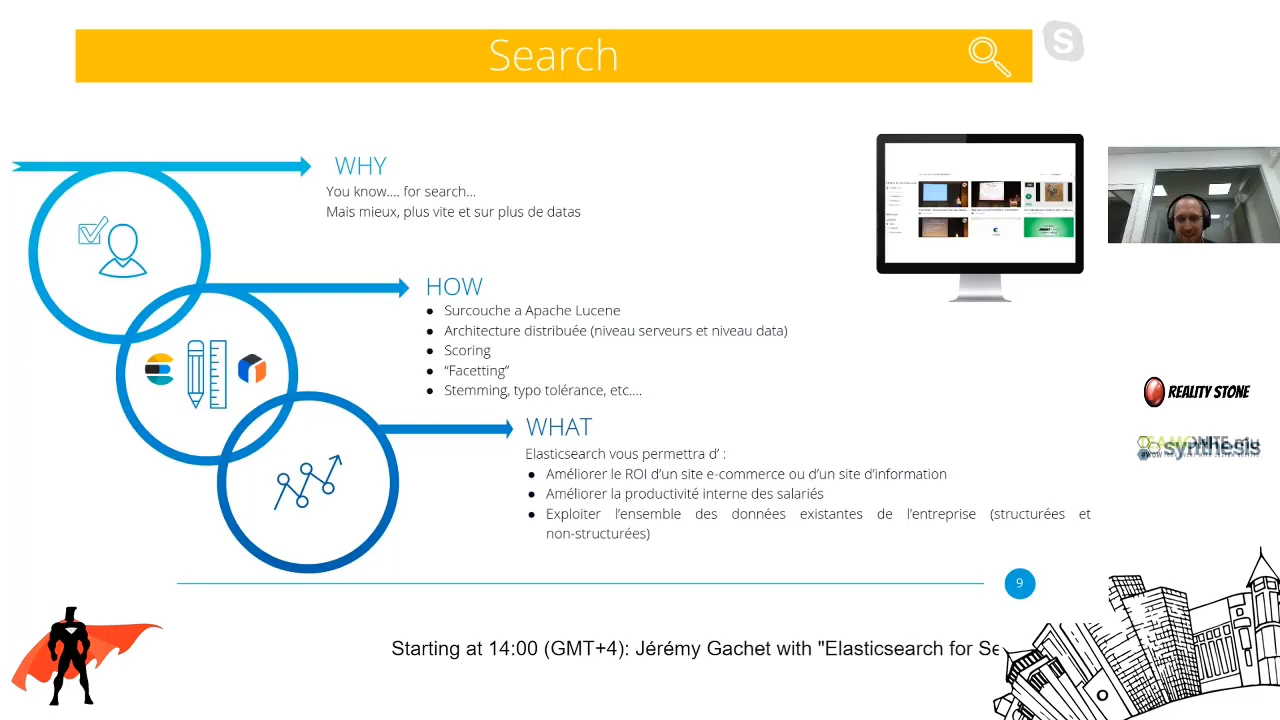 Search
WHY
You know.... for search...
Mais mieux, plus vite et sur plus de datas
HOW
● Surcouche a Apache Lucene
● Architecture distribuée (niveau serveurs et niveau data)
● Scoring
● “Facetting”
● Stemming, typo tolérance, etc....
WHAT
Elasticsearch vous permettra d’ :
● Améliorer le ROI d’un site e-commerce ou d’un site d’information
● Améliorer la productivité interne des salariés
● Exploiter l’ensemble des données existantes de l’entreprise (structurées et
non-structurées)
9
REALITY STONE
synthesis
Starting at 14:00 (GMT+4): Jérémy Gachet with "Elasticsearch for Se